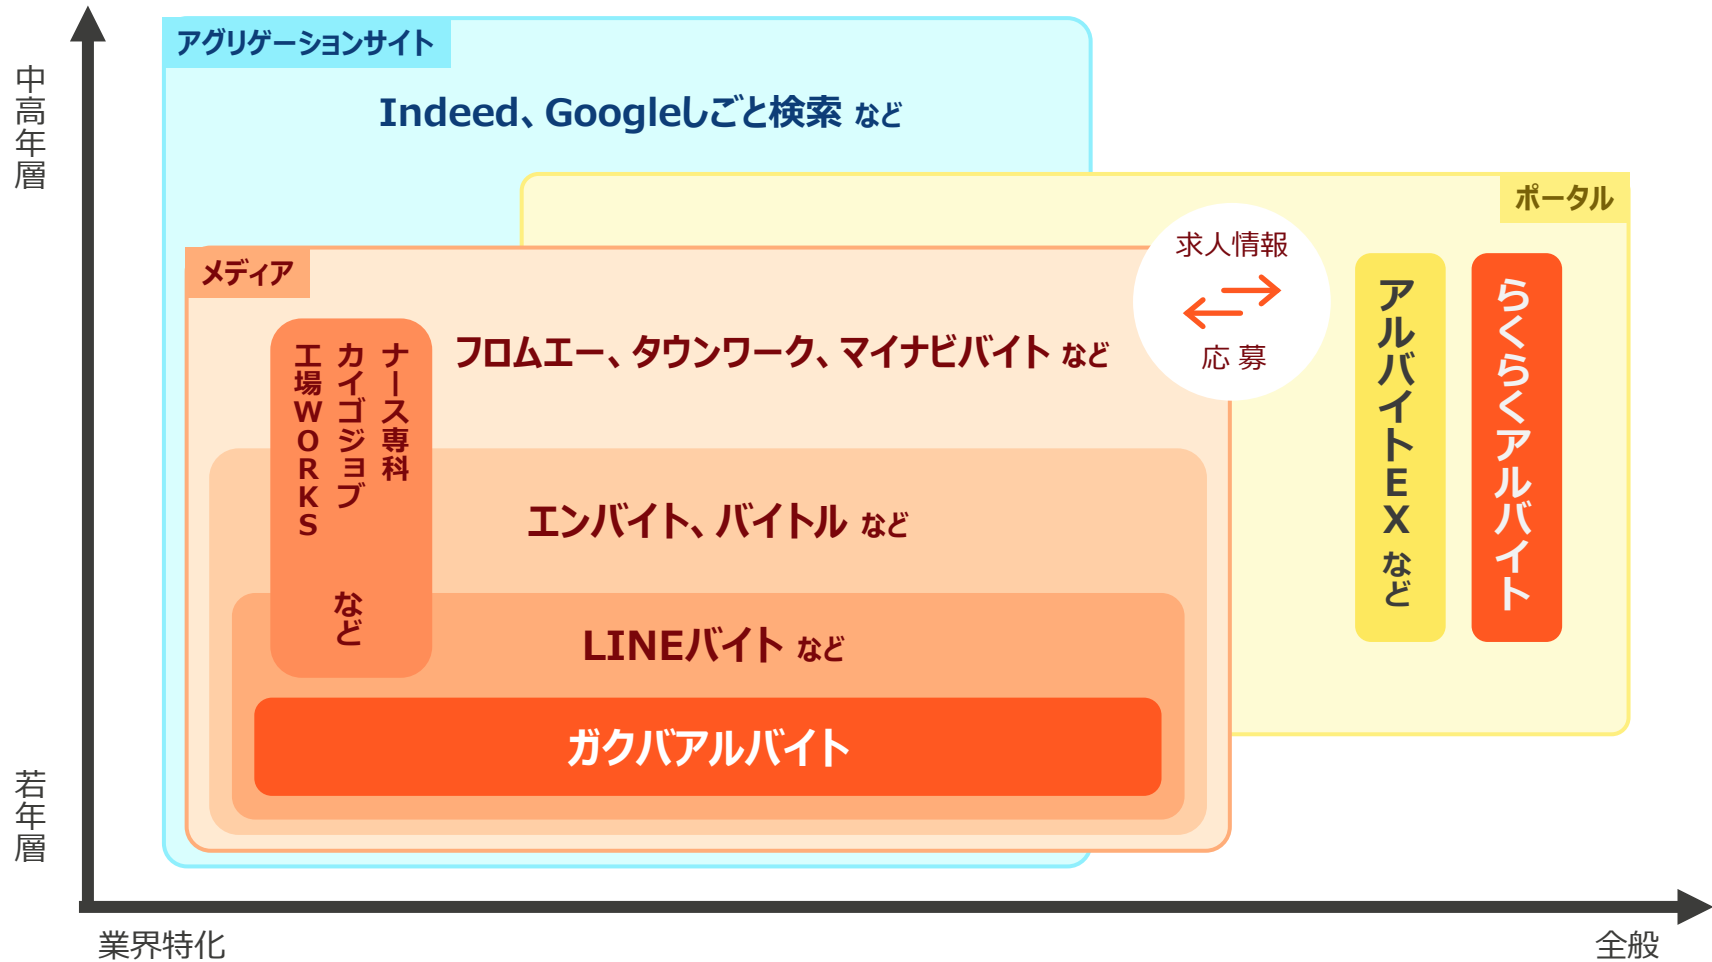 中高年層
アグリゲーションサイト
Indeed、Googleしごと検索 など
ポータル
求人情報
応 募
メディア
フロムエー、タウンワーク、マイナビバイト など
ナース専科
カイゴジョブ
工場WORKS
など
エンバイト、バイトル など
LINEバイト など
ガクバアルバイト
アルバイトEX など
らくらくアルバイト
若年層
業界特化
全般